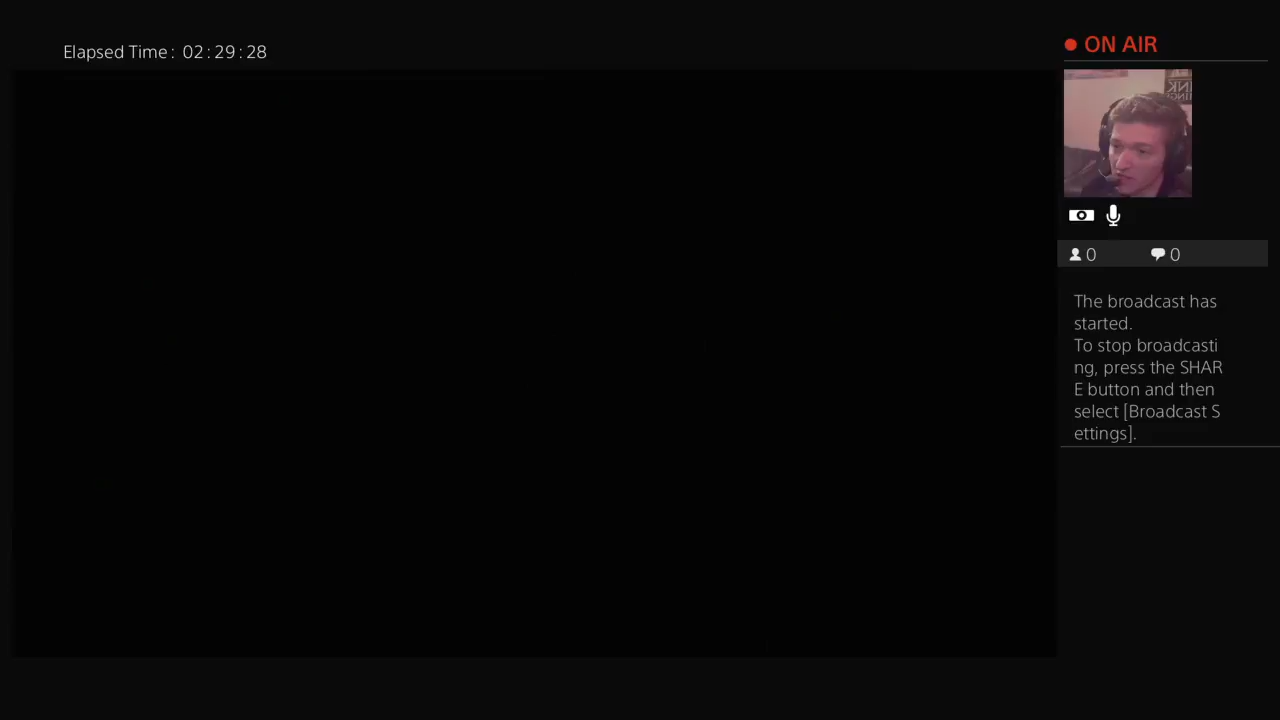 Elapsed Time: 02:29:28
ON AIR
0
0
The broadcast has
started.
To stop broadcasti
ng, press the SHAR
E button and then
select [Broadcast S
ettings].